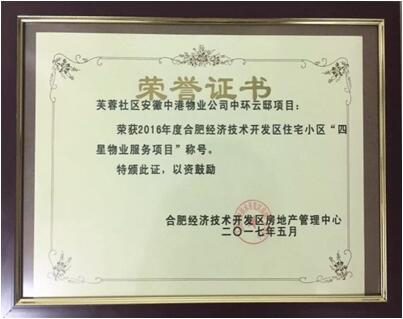 荣誉证书
芙蓉社区安徽中港物业公司中环云邸项目：
荣获2016年度合肥经济技术开发区住宅小区“四
星物业服务项目”称号。
特颁此证，以资鼓励
合肥经济技术开发区房地产管理中心
二〇一七年五月